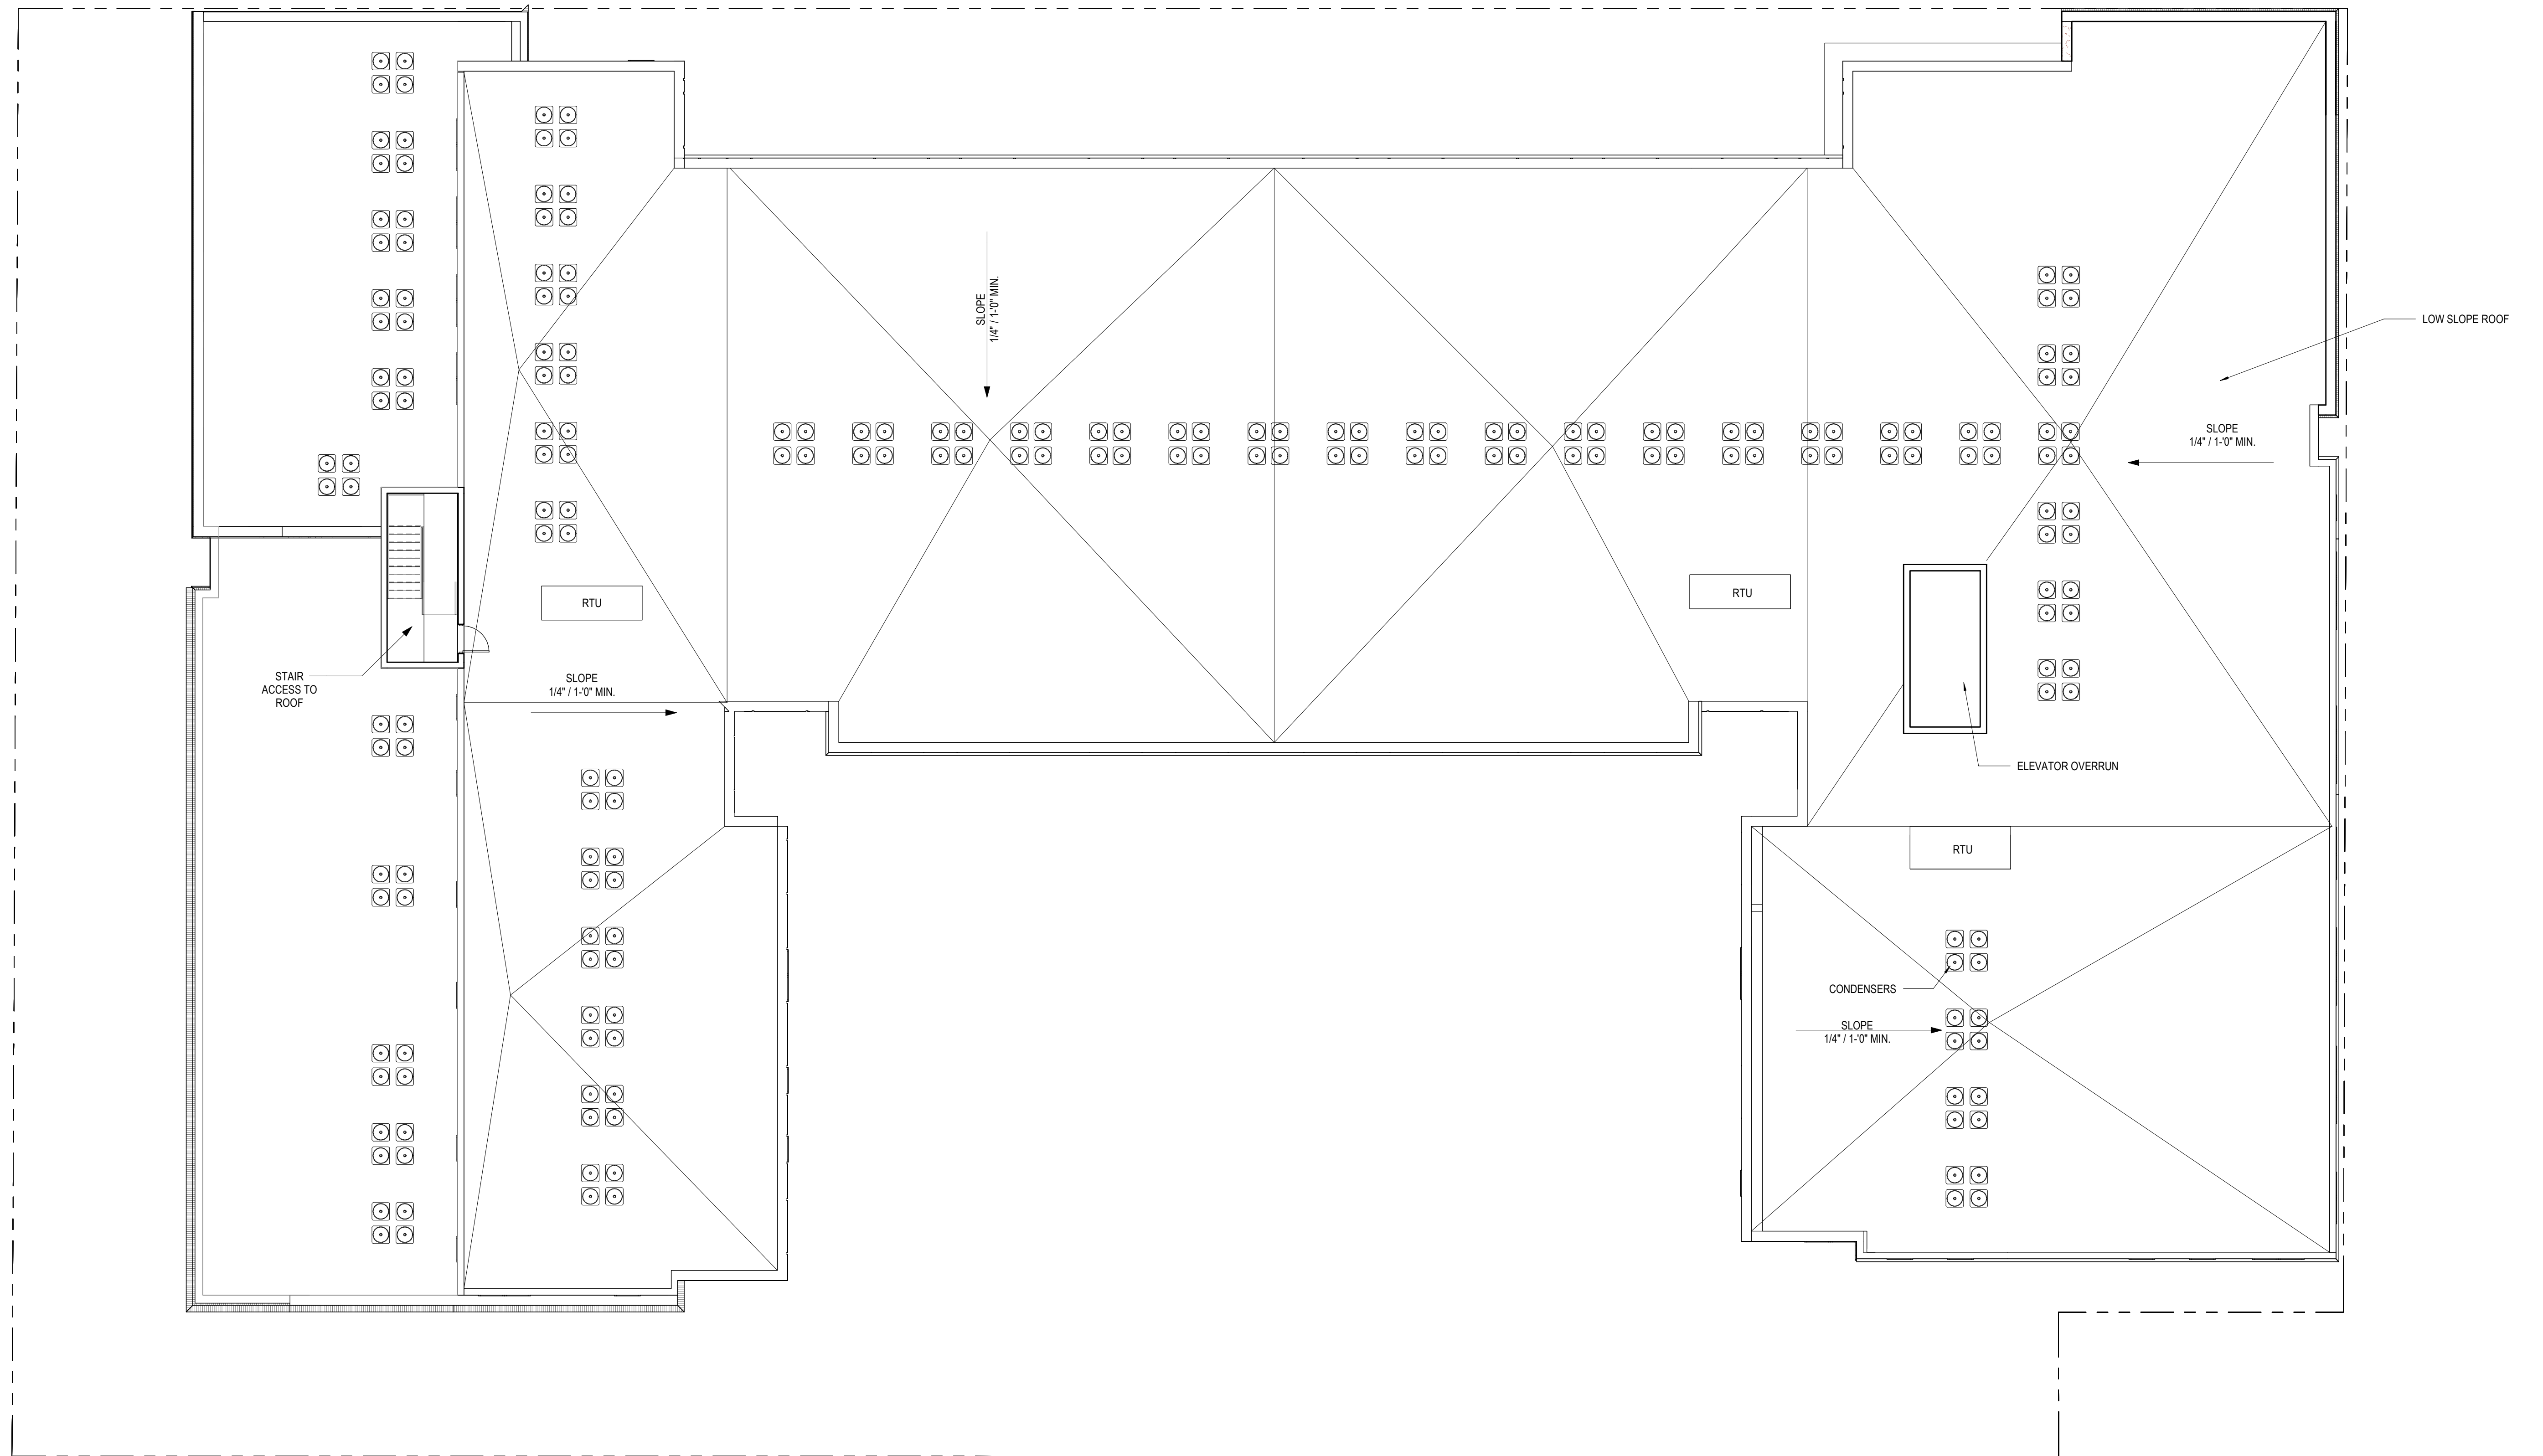 SLOPE
1/4" / 1-'0" MIN.
LOW SLOPE ROOF
SLOPE
1/4" / 1-'0" MIN.
RTU
RTU
STAIR
ACCESS TO
ROOF
SLOPE
1/4" / 1-'0" MIN.
ELEVATOR OVERRUN
RTU
CONDENSERS
SLOPE
1/4" / 1-'0" MIN.